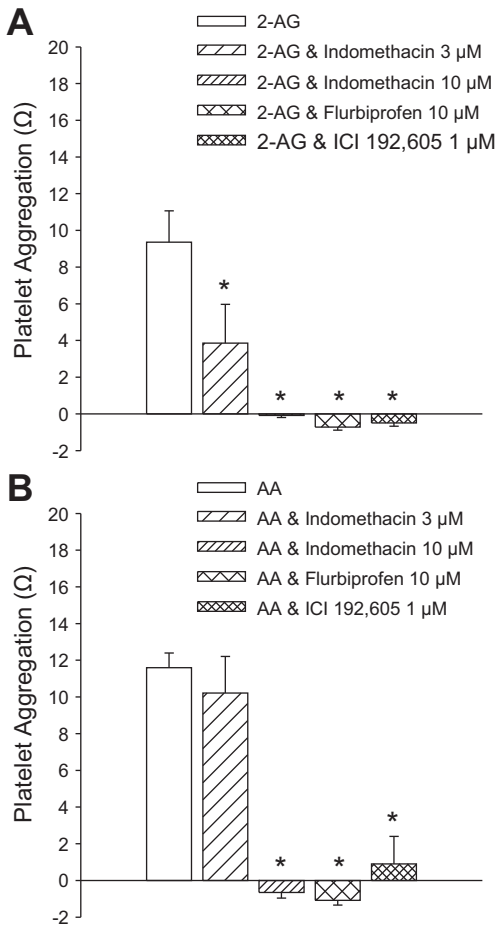 A
2-AG
2-AG & Indomethacin 3 μM
2-AG & Indomethacin 10 μM
2-AG & Flurbiprofen 10 μM
2-AG & ICI 192,605 1 μM
Platelet Aggregation (Ω)
20
18
16
14
12
10
8
6
4
2
0
-2
*
*
*
*
B
AA
AA & Indomethacin 3 μM
AA & Indomethacin 10 μM
AA & Flurbiprofen 10 μM
AA & ICI 192,605 1 μM
Platelet Aggregation (Ω)
20
18
16
14
12
10
8
6
4
2
0
-2
*
*
*